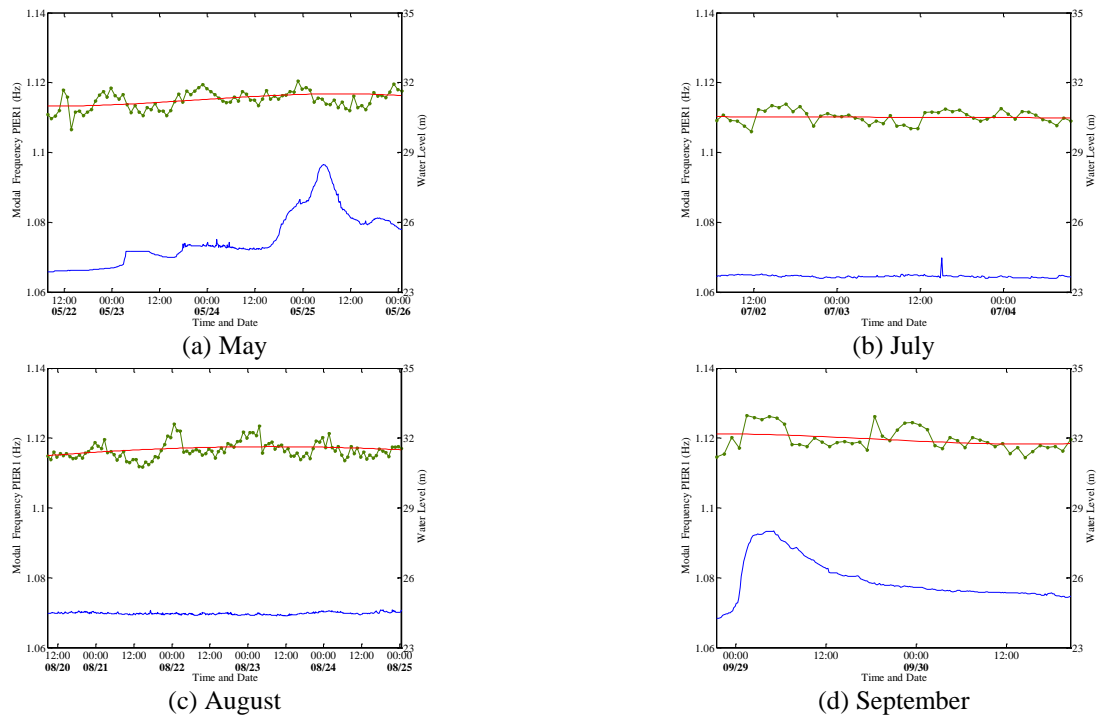 1.14
1.12
1.1
1.08
1.06
Modal Frequency PIER1 (Hz)
35
32
29
26
23
Water Level (m)
12:00 00:00 12:00 00:00 12:00 00:00 12:00 00:00
05/22 05/23 05/24 05/25 05/26
Time and Date
(a) May
1.14
1.12
1.1
1.08
1.06
Modal Frequency PIER1 (Hz)
35
32
29
26
23
Water Level (m)
12:00 00:00 12:00 00:00
07/02 07/03 07/04
Time and Date
(b) July
1.14
1.12
1.1
1.08
1.06
Modal Frequency PIER1 (Hz)
35
32
29
26
23
Water Level (m)
12:00 00:00 12:00 00:00 12:00 00:00 12:00 00:00 12:00 00:00
08/20 08/21 08/22 08/23 08/24 08/25
Time and Date
(c) August
1.14
1.12
1.1
1.08
1.06
Modal Frequency PIER1 (Hz)
35
32
29
26
23
Water Level (m)
00:00 12:00 00:00 12:00
09/29 09/30
Time and Date
(d) September